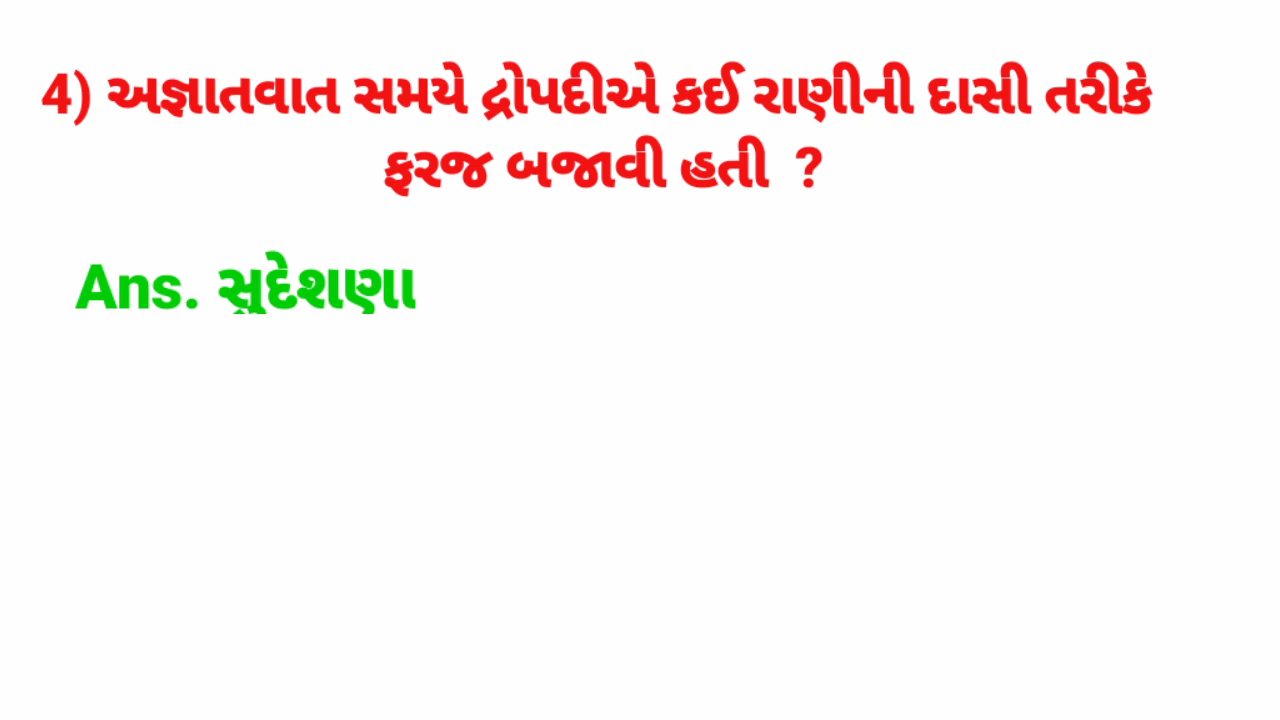 4) અજ્ઞાતવાત સમયે દ્રોપદીએ કઈ રાણીની દાસી તરીકે
ફરજ બજાવી હતી ?
Ans. સુદેશણા